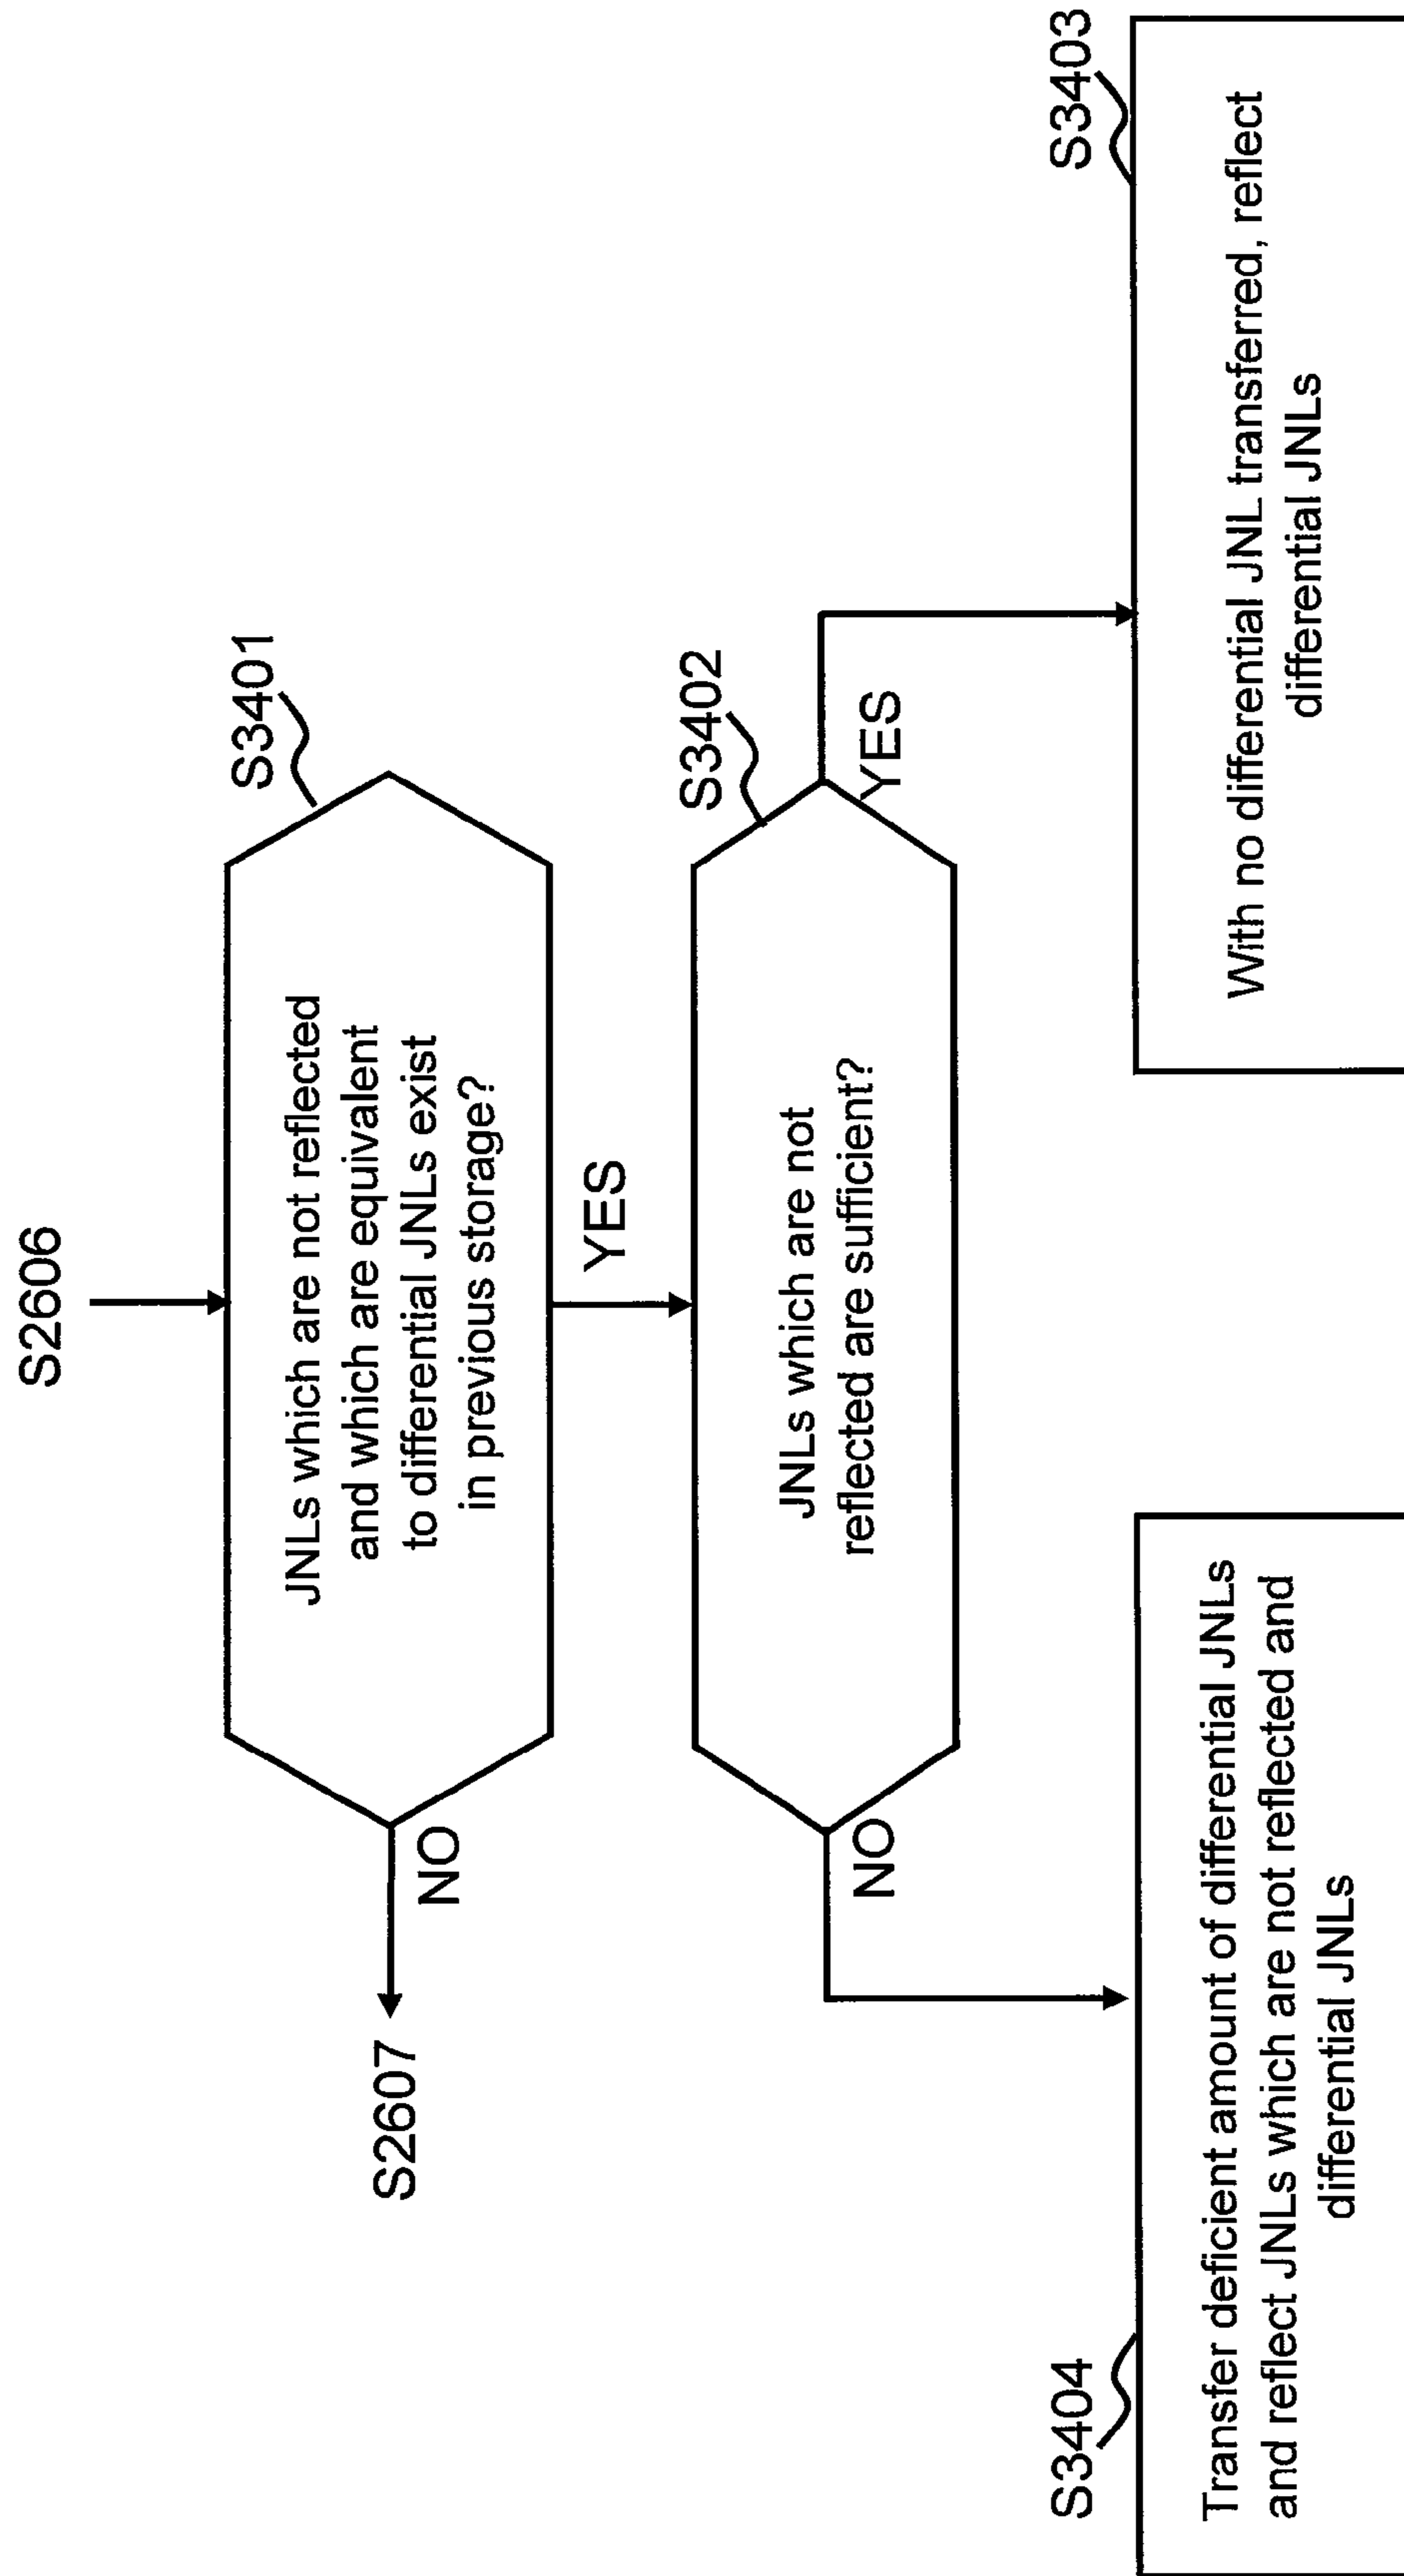 S2606
S3401
JNLs which are not reflected
and which are equivalent
to differential JNLs exist
in previous storage?
NO
S2607
YES
S3402
JNLs which are not
reflected are sufficient?
NO
YES
S3404
Transfer deficient amount of differential JNLs
and reflect JNLs which are not reflected and
differential JNLs
S3403
With no differential JNL transferred, reflect
differential JNLs